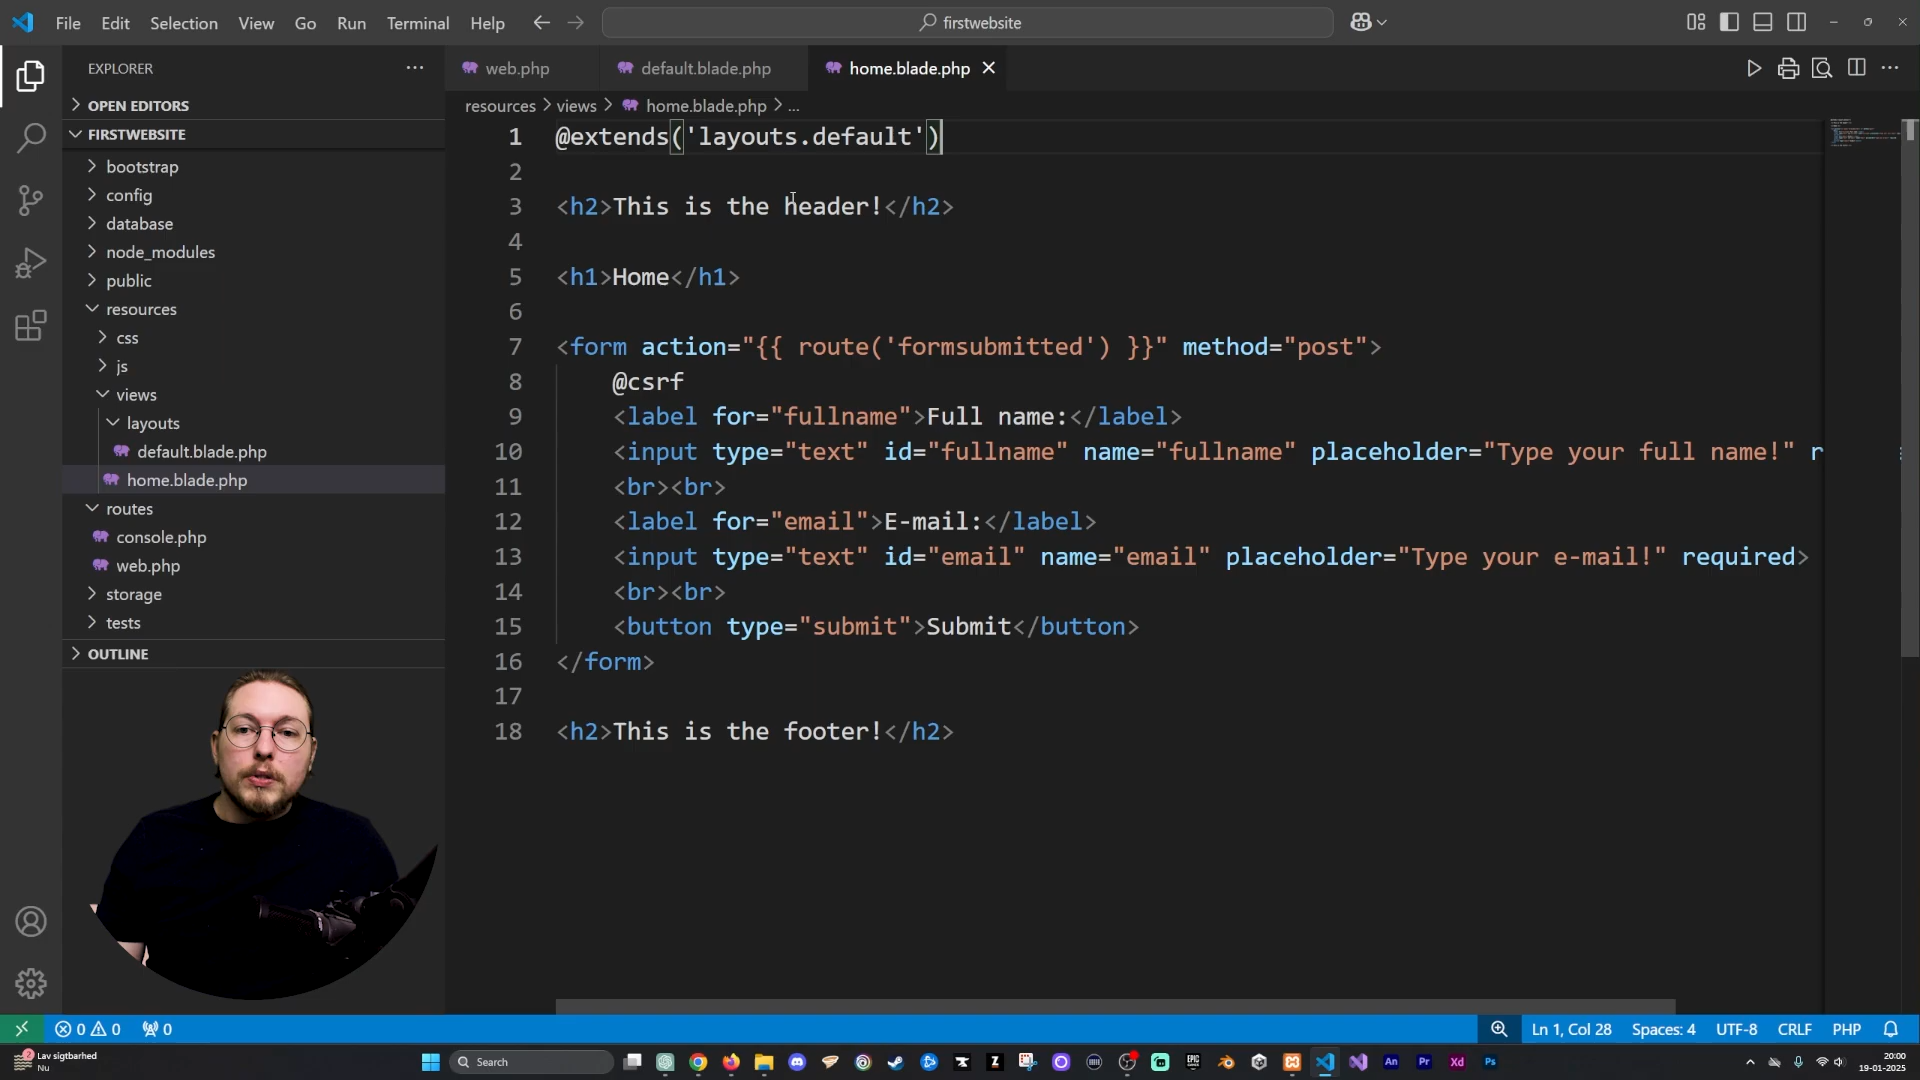 File Edit Selection View Go Run Terminal Help
firstwebsite
EXPLORER
OPEN EDITORS
FIRSTWEBSITE
bootstrap
config
database
node_modules
public
resources
css
js
views
layouts
default.blade.php
home.blade.php
routes
console.php
web.php
storage
tests
OUTLINE
web.php default.blade.php home.blade.php
resources > views > home.blade.php > ...
1 @extends('layouts.default')
2
3 <h2>This is the header!</h2>
4
5 <h1>Home</h1>
6
7 <form action="{{ route('formsubmitted') }}" method="post">
8 @csrf
9 <label for="fullname">Full name:</label>
10 <input type="text" id="fullname" name="fullname" placeholder="Type your full name!" r
11 <br><br>
12 <label for="email">E-mail:</label>
13 <input type="text" id="email" name="email" placeholder="Type your e-mail!" required>
14 <br><br>
15 <button type="submit">Submit</button>
16 </form>
17
18 <h2>This is the footer!</h2>
0 0 0
Ln 1, Col 28 Spaces: 4 UTF-8 CRLF PHP
Lav sigtbarhed
Nu
Search
An Pr Xd Ps
20:00
19-01-2025